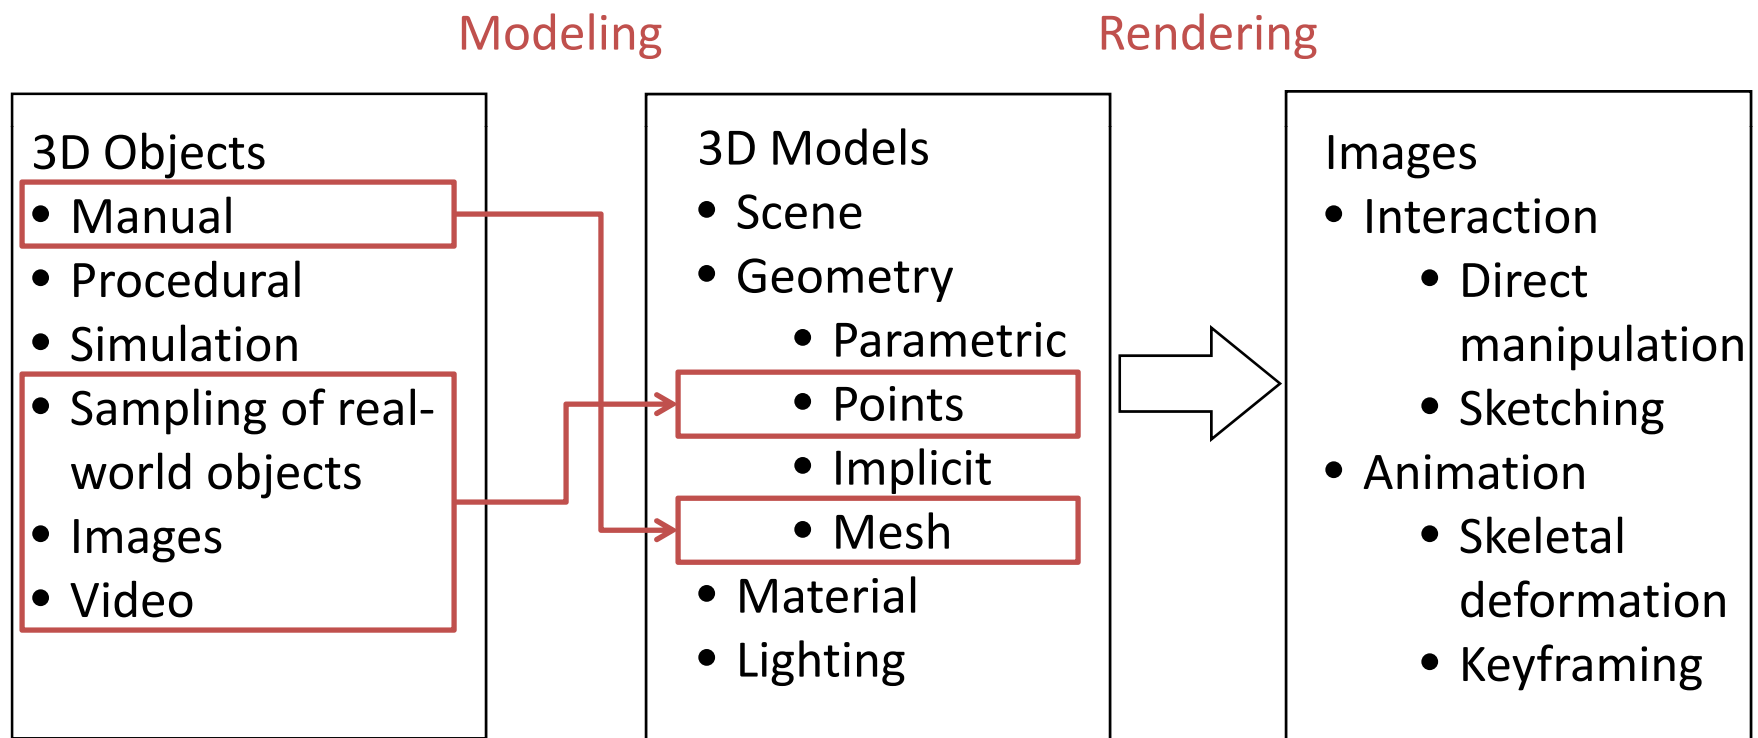 Modeling
Rendering
3D Objects
• Manual
• Procedural
• Simulation
• Sampling of real-
world objects
• Images
• Video
3D Models
• Scene
• Geometry
• Parametric
• Points
• Implicit
• Mesh
• Material
• Lighting
Images
• Interaction
• Direct
manipulation
• Sketching
• Animation
• Skeletal
deformation
• Keyframing